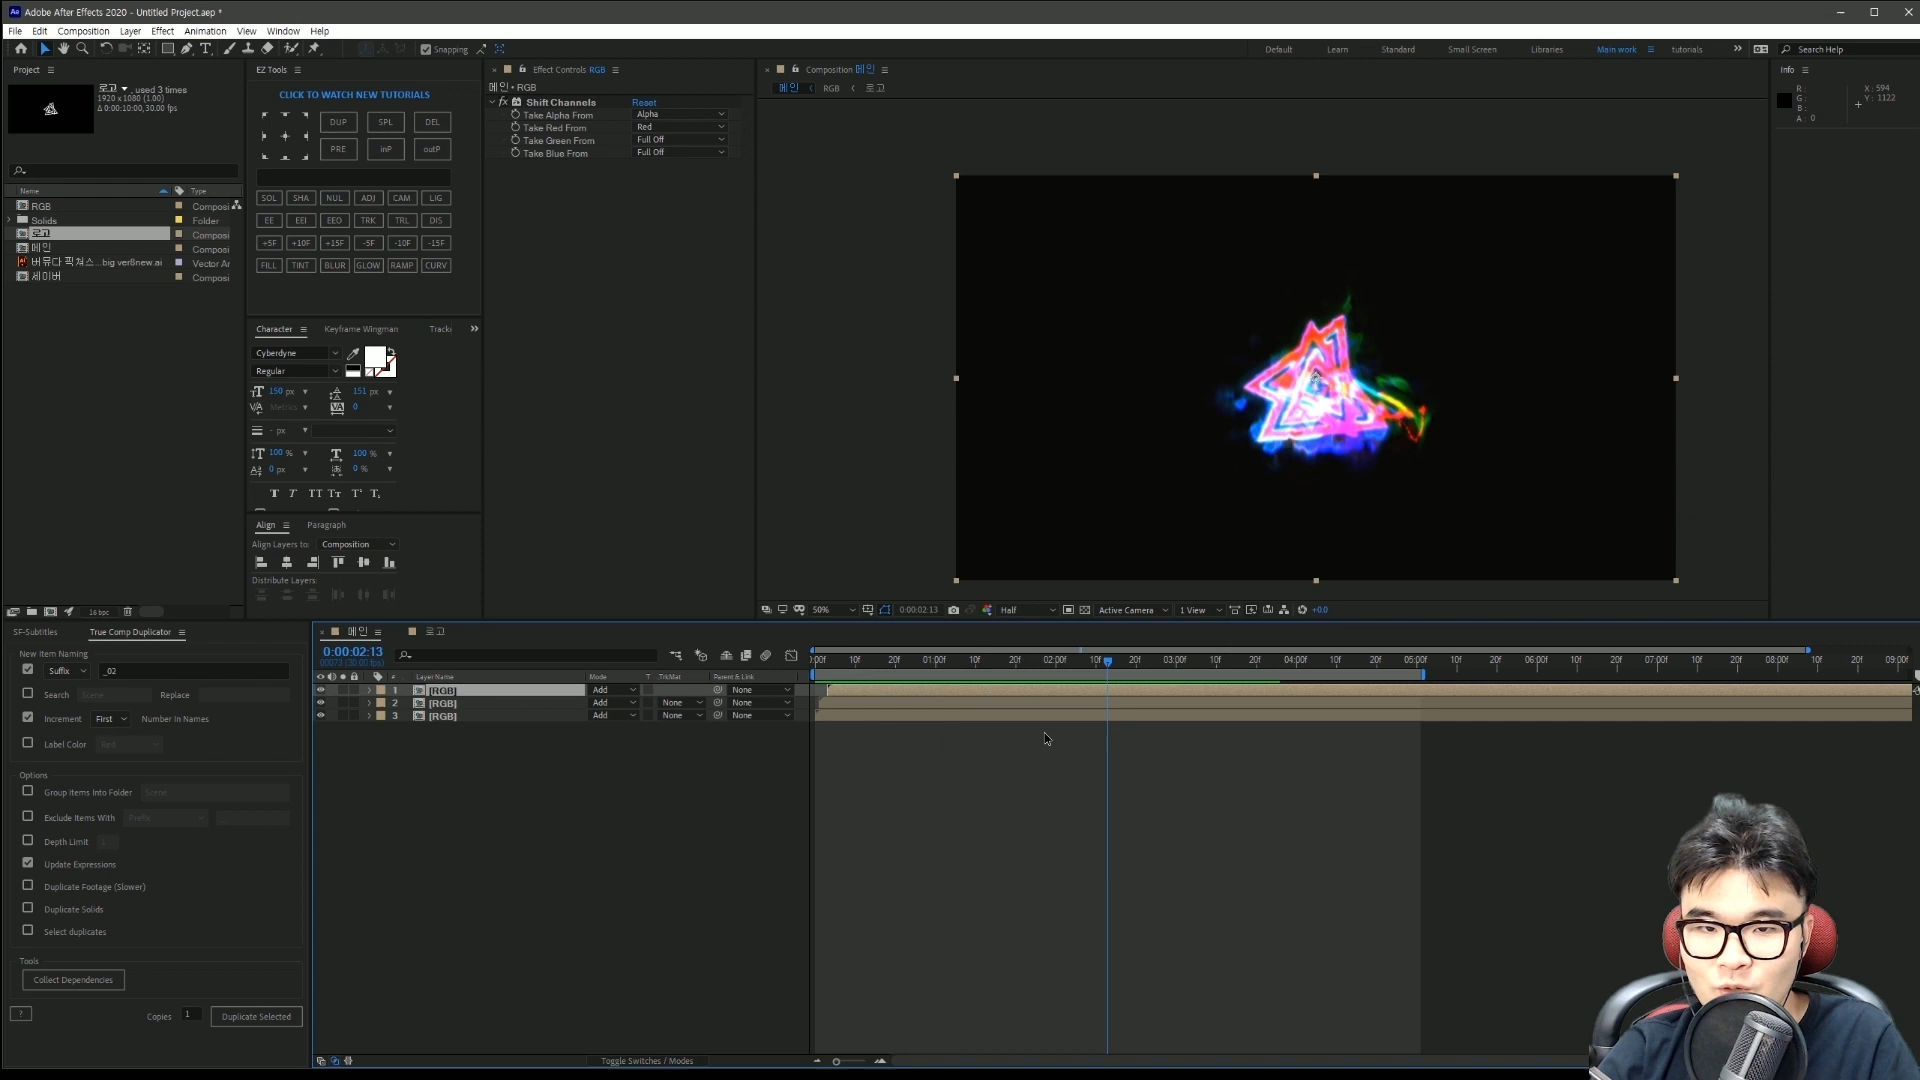 Adobe After Effects 2020 - Untitled Project.aep *
File Edit Composition Layer Effect Animation View Window Help
Snapping
Default Learn Standard Small Screen Libraries Main work tutorials Search Help
Project
로고 , used 3 times
1920 x 1080 (1.00)
Δ 0:00:10:00, 30.00 fps
Name Type
RGB Composi
Solids Folder
로고 Composi
메인 Composi
버뮤다 픽쳐스...big ver8new.ai Vector Ar
세이버 Composi
16 bpc
EZ Tools
CLICK TO WATCH NEW TUTORIALS
DUP SPL DEL
PRE inP outP
SOL SHA NUL ADJ CAM LIG
EE EEI EEO TRK TRL DIS
+5F +10F +15F -5F -10F -15F
FILL TINT BLUR GLOW RAMP CURV
Character Keyframe Wingman Tracki
Cyberdyne
Regular
150 px 151 px
Metrics 0
- px
100 % 100 %
0 px 0 %
T T TT Tт T¹ T₁
Align Paragraph
Align Layers to: Composition
Distribute Layers:
Effect Controls RGB
메인 • RGB
fx Shift Channels Reset
Take Alpha From Alpha
Take Red From Red
Take Green From Full Off
Take Blue From Full Off
Composition 메인
메인 RGB 로고
50% 0:00:02:13 Half Active Camera 1 View +0.0
Info
R :
G :
B :
A : 0
X : 594
Y : 1122
SF-Subtitles True Comp Duplicator
New Item Naming
Suffix _02
Search Scene Replace
Increment First Number In Names
Label Color Red
Options
Group Items Into Folder Scene
Exclude Items With Prefix
Depth Limit 1
Update Expressions
Duplicate Footage (Slower)
Duplicate Solids
Select duplicates
Tools
Collect Dependencies
? Copies 1 Duplicate Selected
메인 로고
0:00:02:13
00073 (30.00 fps)
# Layer Name Mode T TrkMat Parent & Link
1 [RGB] Add None
2 [RGB] Add None None
3 [RGB] Add None None
:00f 10f 20f 01:00f 10f 20f 02:00f 10f 20f 03:00f 10f 20f 04:00f 10f 20f 05:00f 10f 20f 06:00f 10f 20f 07:00f 10f 20f 08:00f 10f 20f 09:00f
Toggle Switches / Modes